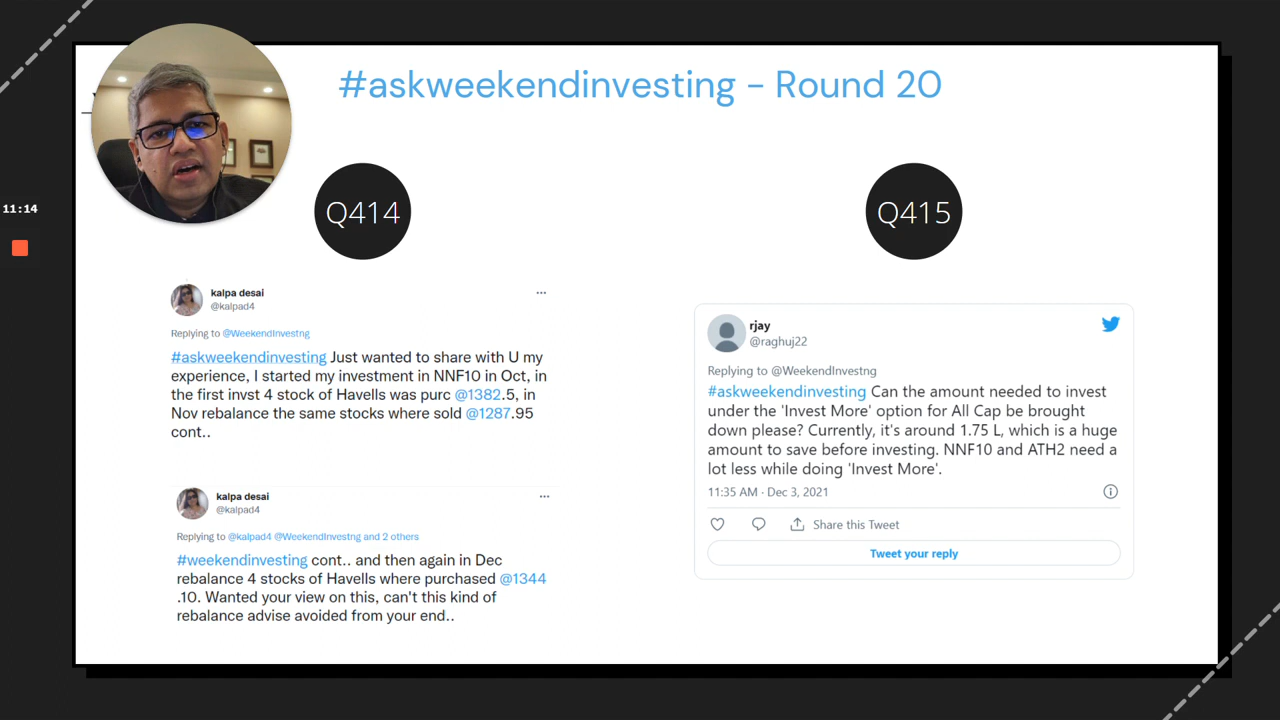 #askweekendinvesting - Round 20
11:14
Q414
kalpa desai
@kalpad4
Replying to @WeekendInvestng
#askweekendinvesting Just wanted to share with U my
experience, I started my investment in NNF10 in Oct, in
the first invst 4 stock of Havells was purc @1382.5, in
Nov rebalance the same stocks where sold @1287.95
cont..
kalpa desai
@kalpad4
Replying to @kalpad4 @WeekendInvestng and 2 others
#weekendinvesting cont.. and then again in Dec
rebalance 4 stocks of Havells where purchased @1344
.10. Wanted your view on this, can't this kind of
rebalance advise avoided from your end..
Q415
rjay
@raghuj22
Replying to @WeekendInvestng
#askweekendinvesting Can the amount needed to invest
under the 'Invest More' option for All Cap be brought
down please? Currently, it's around 1.75 L, which is a huge
amount to save before investing. NNF10 and ATH2 need a
lot less while doing 'Invest More'.
11:35 AM · Dec 3, 2021
Share this Tweet
Tweet your reply